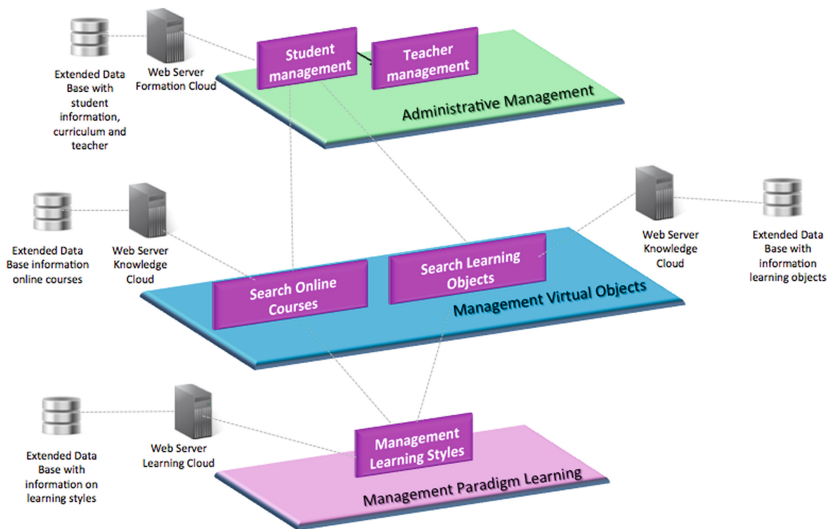 Student
management
Teacher
management
Extended Data
Base with
student
information,
curriculum and
teacher
Web Server
Formation Cloud
Administrative Management
Extended Data
Base information
online courses
Web Server
Knowledge
Cloud
Search Online
Courses
Search Learning
Objects
Web Server
Knowledge
Cloud
Extended Data
Base with
information
learning objects
Management Virtual Objects
Extended Data
Base with
information on
learning styles
Web Server
Learning Cloud
Management
Learning Styles
Management Paradigm Learning